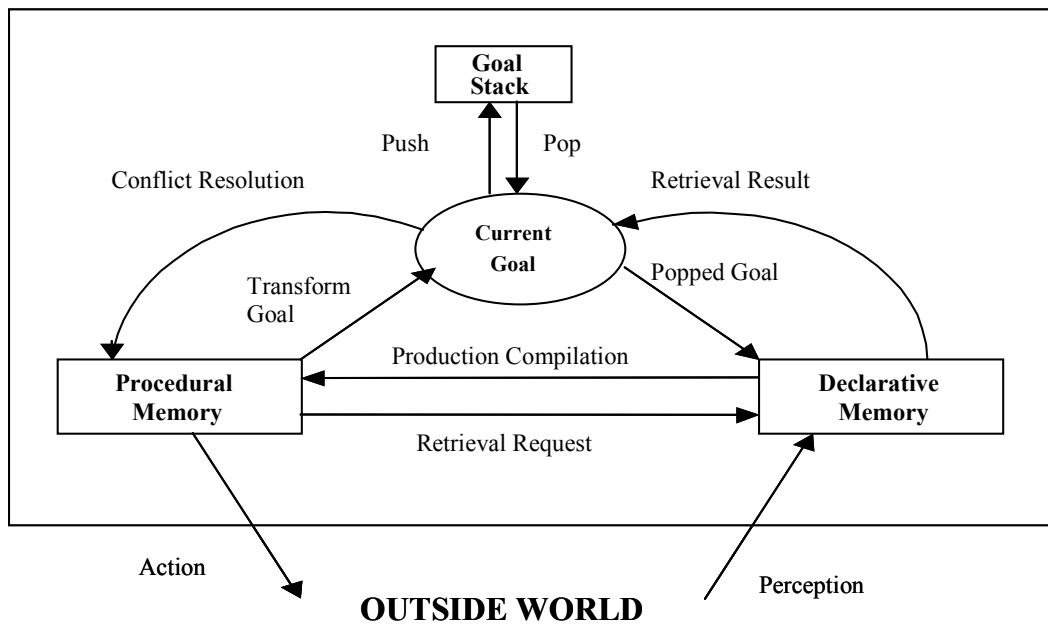 Goal
Stack
Push
Pop
Conflict Resolution
Retrieval Result
Current
Goal
Transform
Goal
Popped Goal
Production Compilation
Procedural
Memory
Declarative
Memory
Retrieval Request
Action
Perception
OUTSIDE WORLD